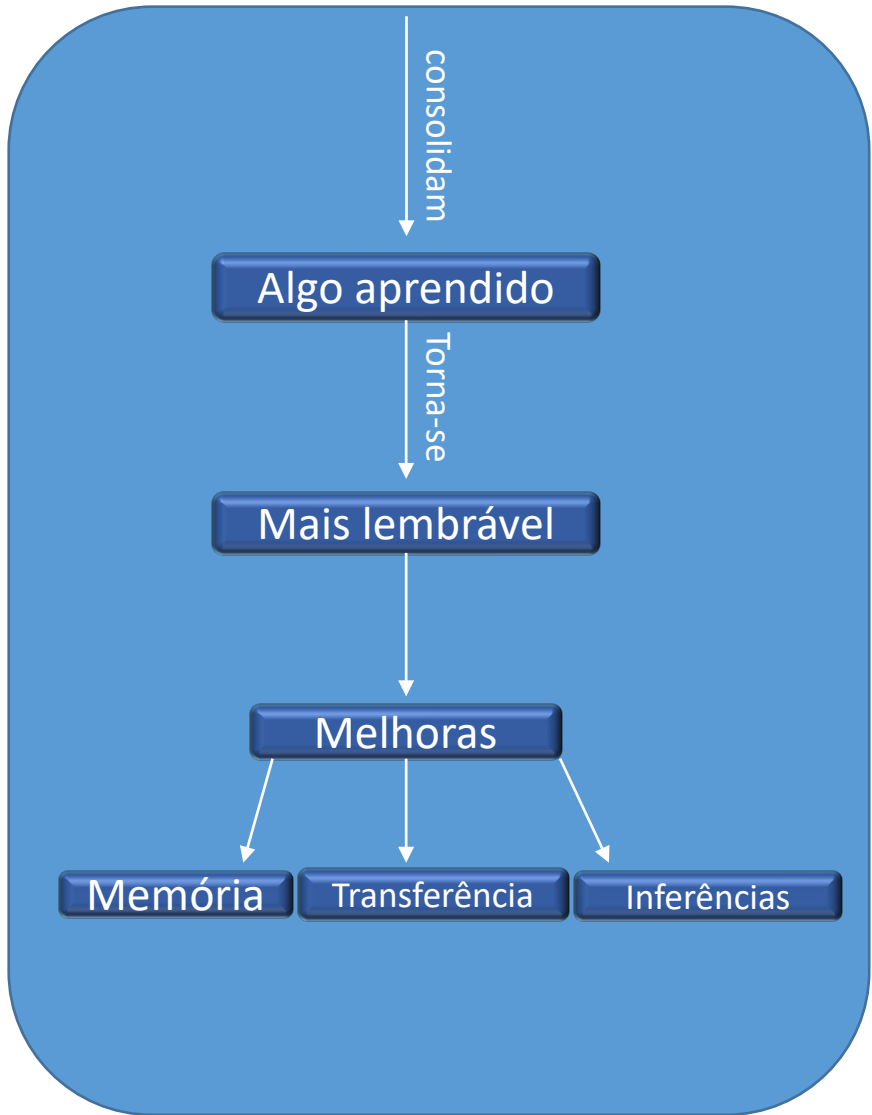 consolidam
Algo aprendido
Torna-se
Mais lembrável
Melhoras
Memória
Transferência
Inferências